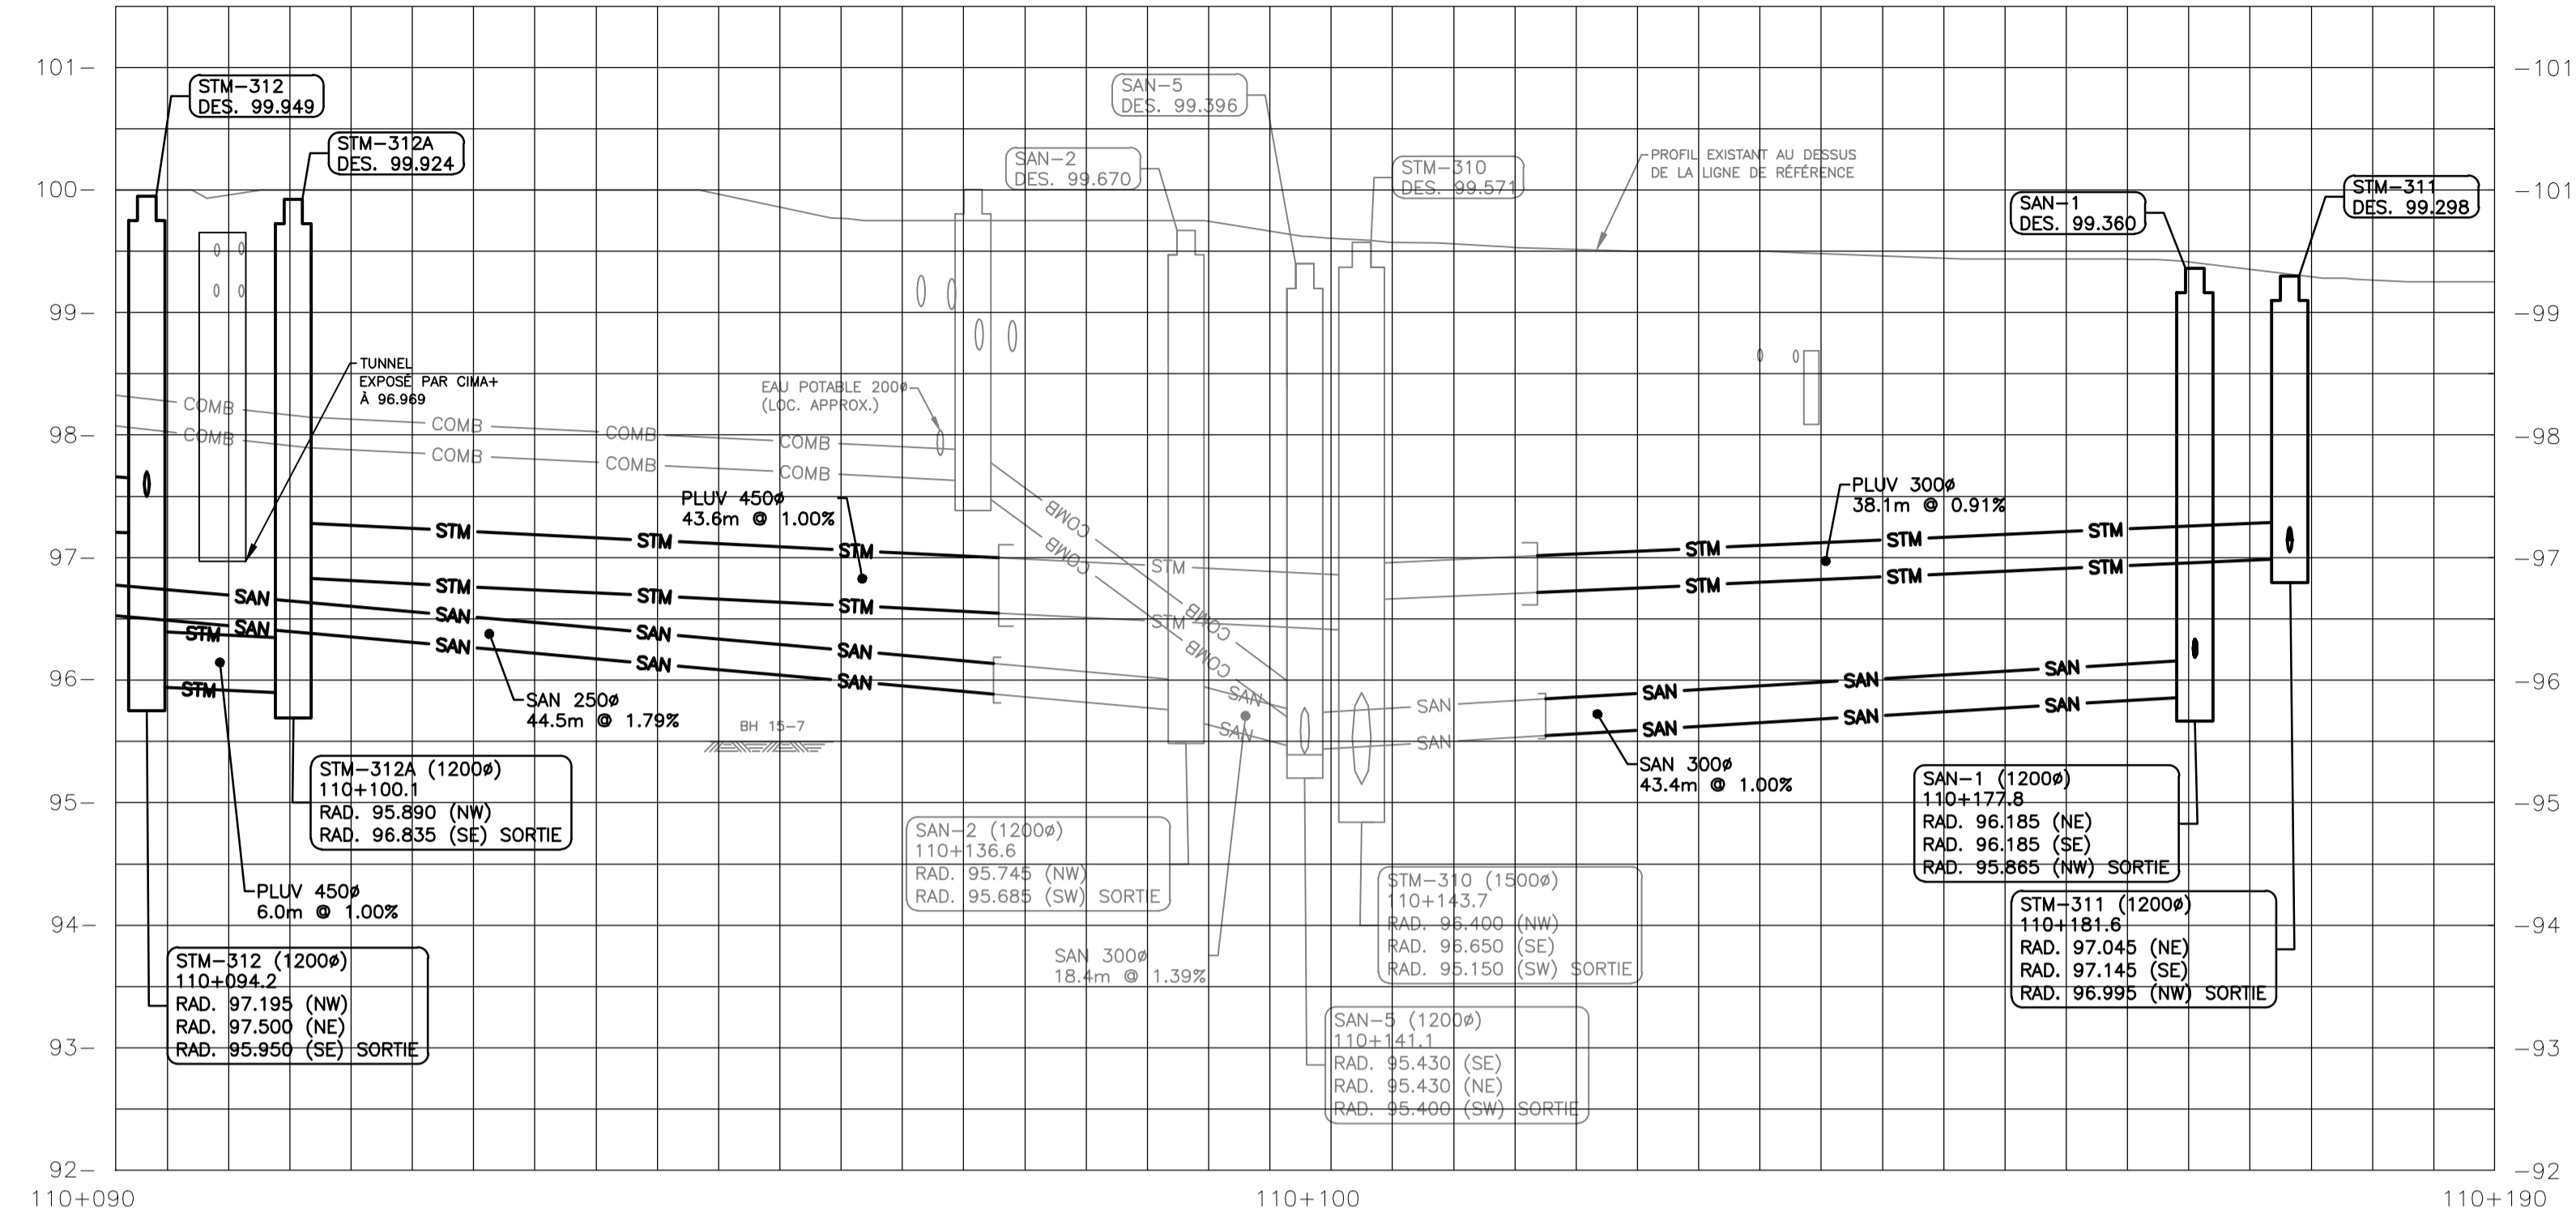 101-
-101
STM-312
DES. 99.949
SAN-5
DES. 99.396
STM-312A
DES. 99.924
SAN-2
DES. 99.670
STM-310
DES. 99.571
PROFIL EXISTANT AU DESSUS
DE LA LIGNE DE RÉFÉRENCE
100-
-101
SAN-1
DES. 99.360
STM-311
DES. 99.298
99-
-99
TUNNEL
EXPOSÉ PAR CIMA+
À 96.969
EAU POTABLE 200ø
(LOC. APPROX.)
COMB
COMB
COMB
COMB
COMB
COMB
COMB
COMB
98-
-98
PLUV 450ø
43.6m @ 1.00%
PLUV 300ø
38.1m @ 0.91%
COMB
COMB
COMB
COMB
STM
STM
STM
STM
STM
STM
STM
97-
-97
STM
STM
STM
STM
STM
STM
STM
SAN
SAN
SAN
SAN
SAN
SAN
SAN
SAN
STM
STM
96-
-96
SAN
SAN
SAN
SAN
SAN
SAN
SAN
SAN
SAN
SAN
SAN 250ø
44.5m @ 1.79%
BH 15-7
SAN 300ø
43.4m @ 1.00%
95-
-95
STM-312A (1200ø)
110+100.1
RAD. 95.890 (NW)
RAD. 96.835 (SE) SORTIE
SAN-1 (1200ø)
110+177.8
RAD. 96.185 (NE)
RAD. 96.185 (SE)
RAD. 95.865 (NW) SORTIE
SAN-2 (1200ø)
110+136.6
RAD. 95.745 (NW)
RAD. 95.685 (SW) SORTIE
PLUV 450ø
6.0m @ 1.00%
STM-310 (1500ø)
110+143.7
RAD. 96.400 (NW)
RAD. 96.650 (SE)
RAD. 95.150 (SW) SORTIE
STM-311 (1200ø)
110+181.6
RAD. 97.045 (NE)
RAD. 97.145 (SE)
RAD. 96.995 (NW) SORTIE
94-
-94
SAN 300ø
18.4m @ 1.39%
STM-312 (1200ø)
110+094.2
RAD. 97.195 (NW)
RAD. 97.500 (NE)
RAD. 95.950 (SE) SORTIE
SAN-5 (1200ø)
110+141.1
RAD. 95.430 (SE)
RAD. 95.430 (NE)
RAD. 95.400 (SW) SORTIE
93-
-93
92-
-92
110+090
110+100
110+190